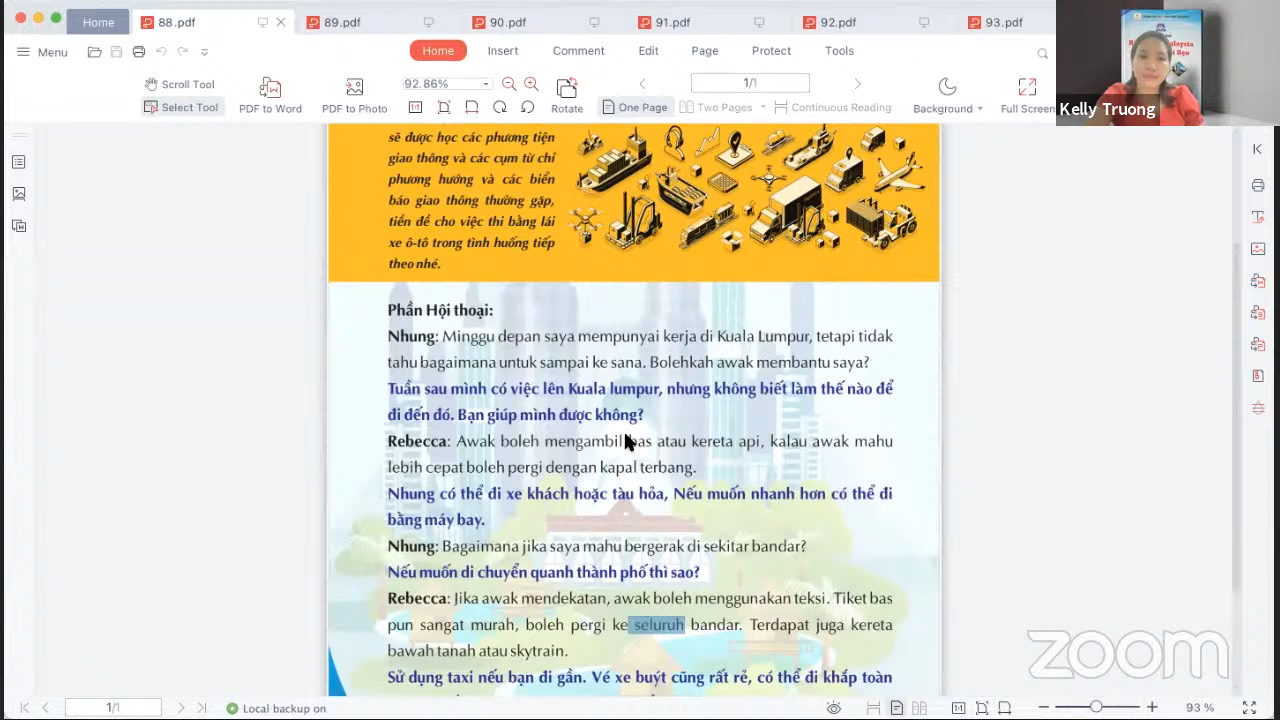 Home
88.pdf
89.pdf
90.pdf
91.pdf
92.pdf
93.pdf
Menu
Home
Insert
Comment
Edit
Page
Protect
Tools
Scroll Tool
Select Tool
PDF to Word
PDF to Photo
92.86%
Rotate
1/1
One Page
Two Pages
Continuous Reading
Background
Full Screen
Kelly Truong
sẽ được học các phương tiện
giao thông và các cụm từ chỉ
phương hướng và các biển
báo giao thông thường gặp,
tiền đề cho việc thi bằng lái
xe ô-tô trong tình huống tiếp
theo nhé.
Phần Hội thoại:
Nhung: Minggu depan saya mempunyai kerja di Kuala Lumpur, tetapi tidak
tahu bagaimana untuk sampai ke sana. Bolehkah awak membantu saya?
Tuần sau mình có việc lên Kuala lumpur, nhưng không biết làm thế nào để
đi đến đó. Bạn giúp mình được không?
Rebecca: Awak boleh mengambil bas atau kereta api, kalau awak mahu
lebih cepat boleh pergi dengan kapal terbang.
Nhung có thể đi xe khách hoặc tàu hỏa, Nếu muốn nhanh hơn có thể đi
bằng máy bay.
Nhung: Bagaimana jika saya mahu bergerak di sekitar bandar?
Nếu muốn di chuyển quanh thành phố thì sao?
Rebecca: Jika awak mendekatan, awak boleh menggunakan teksi. Tiket bas
pun sangat murah, boleh pergi ke seluruh bandar. Terdapat juga kereta
bawah tanah atau skytrain.
Sử dụng taxi nếu bạn đi gần. Vé xe buýt cũng rất rẻ, có thể đi khắp toàn
zoom
1/1
Local backup on
93 %